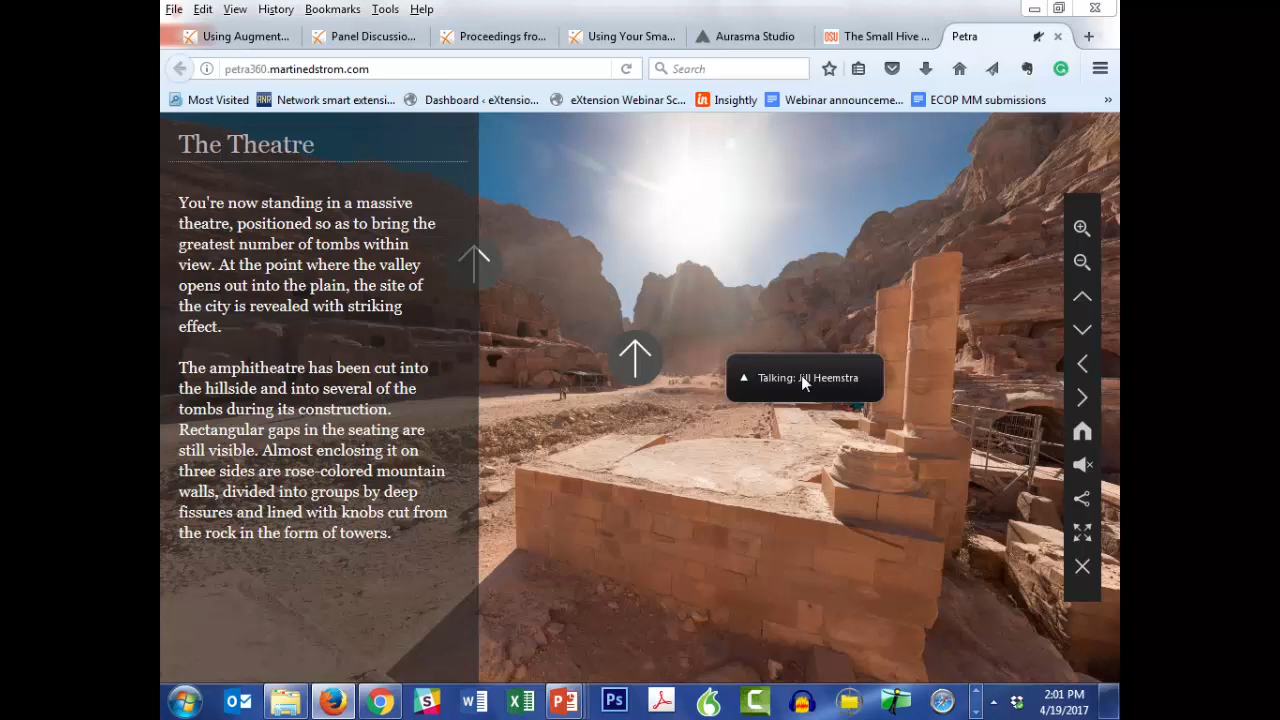 File Edit View History Bookmarks Tools Help
Using Augment...
Panel Discussio...
Proceedings fro...
Using Your Sma...
Aurasma Studio
OSU The Small Hive ...
Petra
petra360.martinedstrom.com
Search
Most Visited
RNR Network smart extensi...
Dashboard ‹ eXtensio...
eXtension Webinar Sc...
in Insightly
Webinar announceme...
ECOP MM submissions
The Theatre
You're now standing in a massive
theatre, positioned so as to bring the
greatest number of tombs within
view. At the point where the valley
opens out into the plain, the site of
the city is revealed with striking
effect.
The amphitheatre has been cut into
the hillside and into several of the
tombs during its construction.
Rectangular gaps in the seating are
still visible. Almost enclosing it on
three sides are rose-colored mountain
walls, divided into groups by deep
fissures and lined with knobs cut from
the rock in the form of towers.
Talking: Jill Heemstra
Ps
2:01 PM
4/19/2017